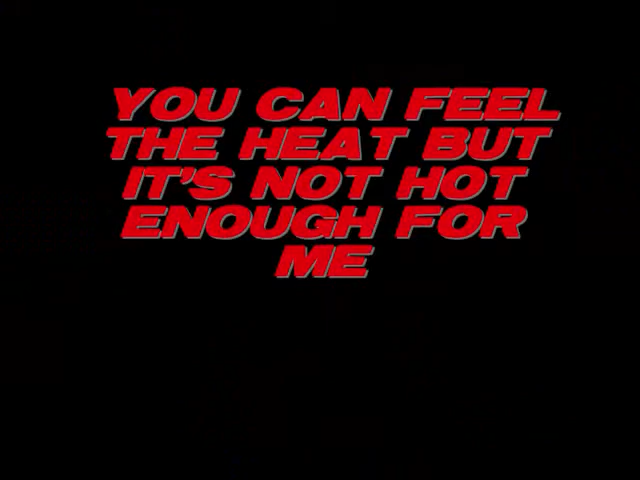 YOU CAN FEEL
THE HEAT BUT
IT'S NOT HOT
ENOUGH FOR
ME